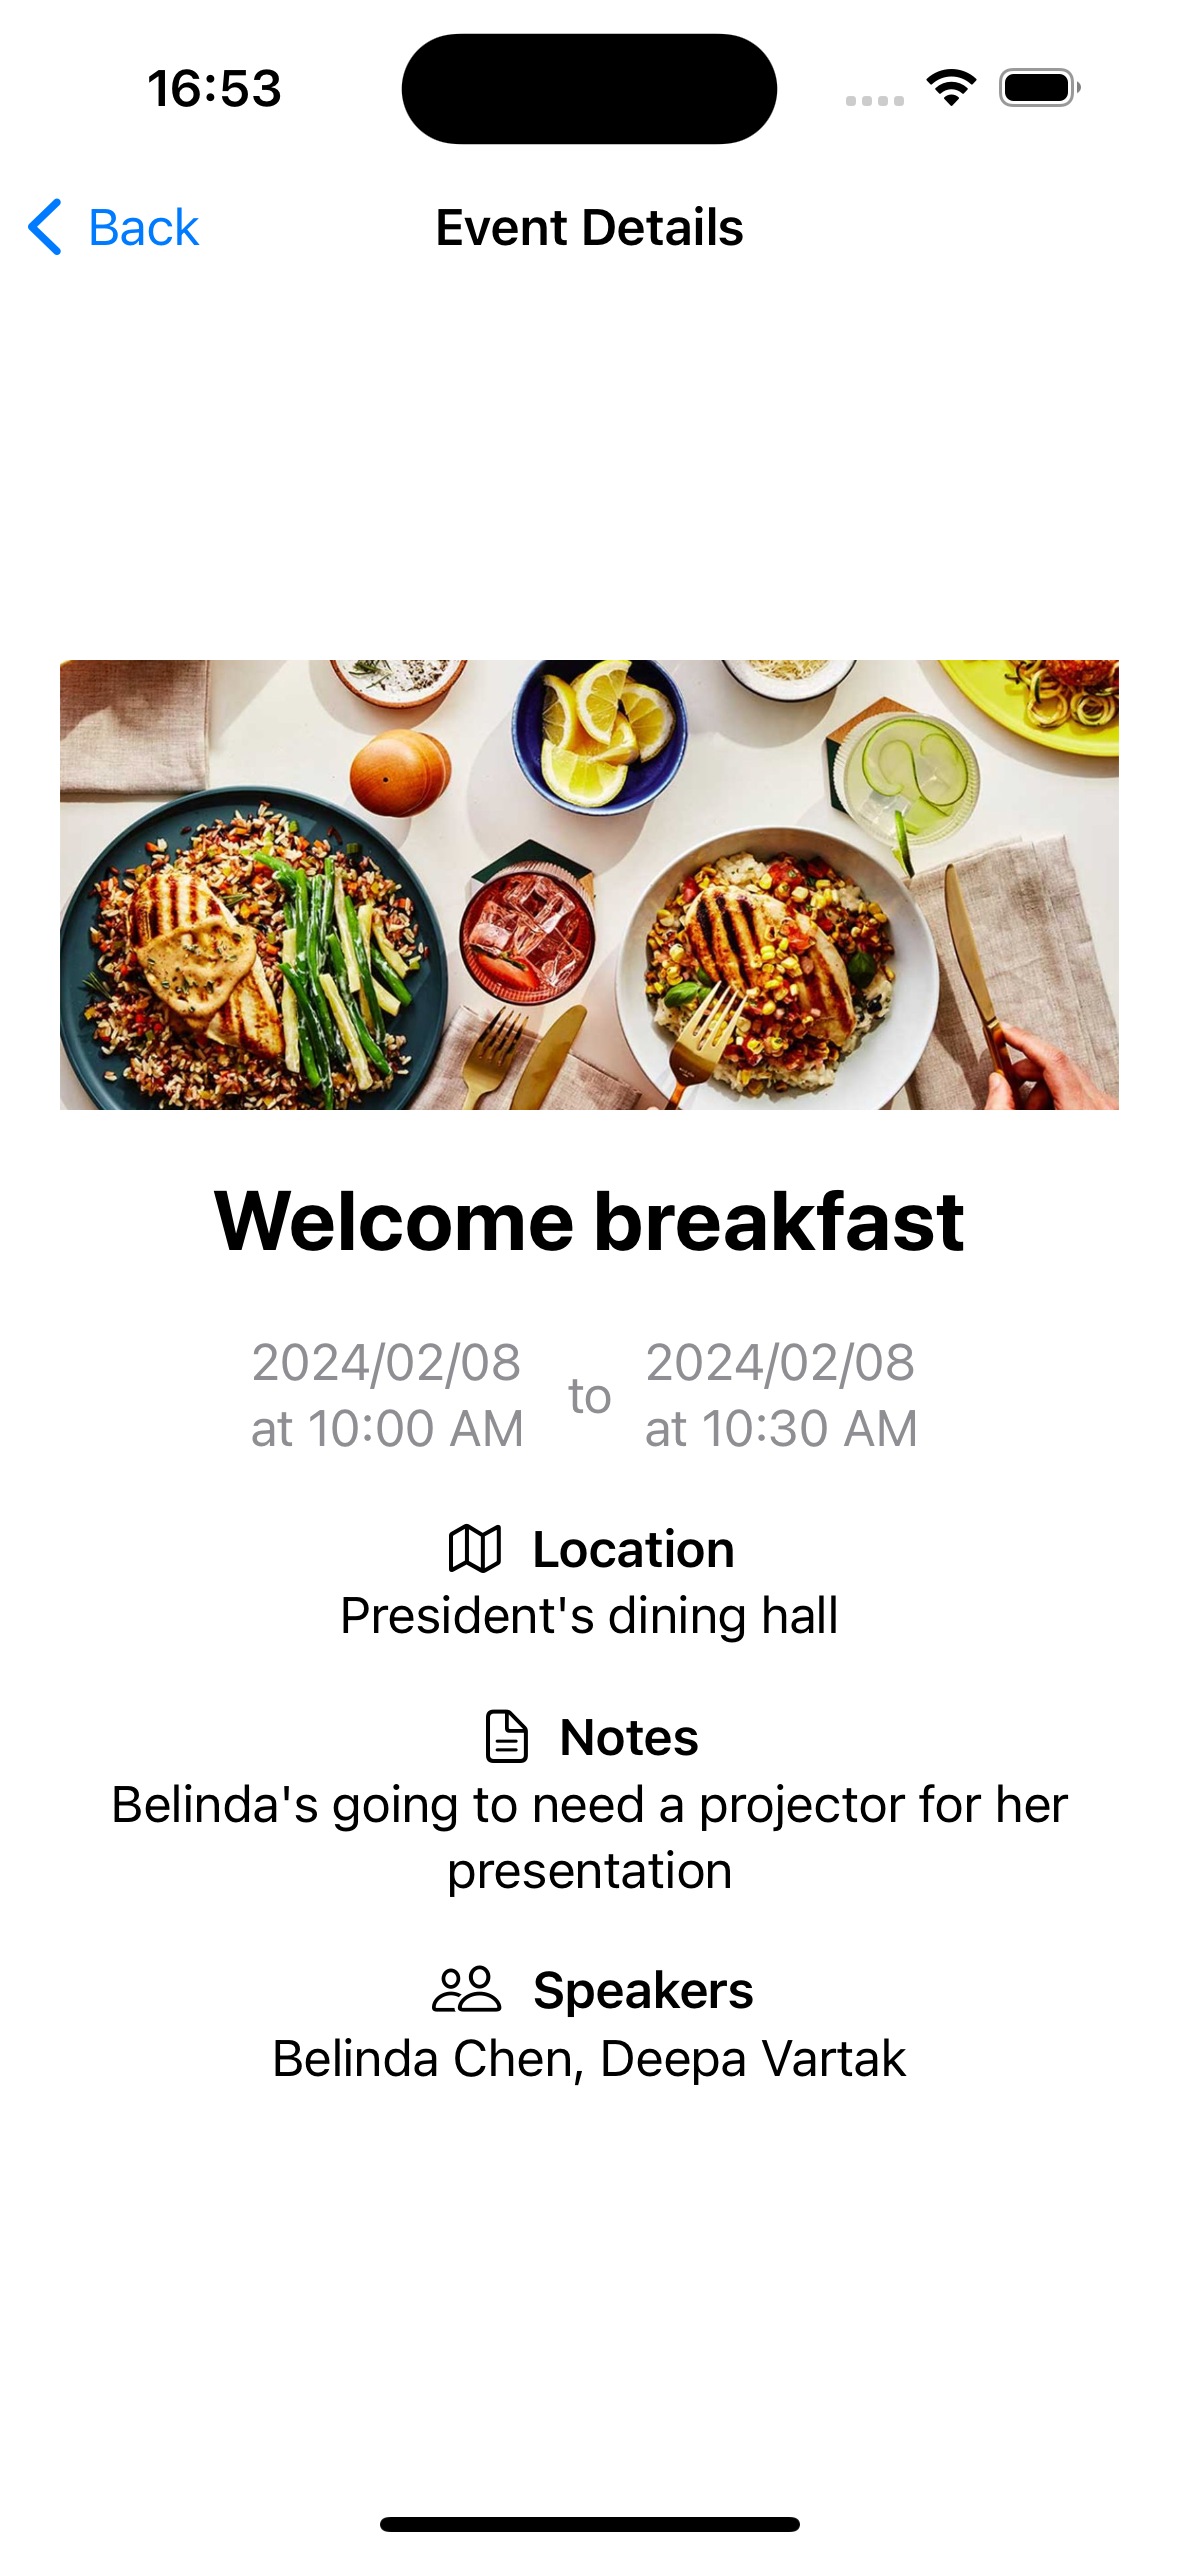 16:53
Back
Event Details
Welcome breakfast
2024/02/08
at 10:00 AM
to
2024/02/08
at 10:30 AM
Location
President's dining hall
Notes
Belinda's going to need a projector for her
presentation
Speakers
Belinda Chen, Deepa Vartak